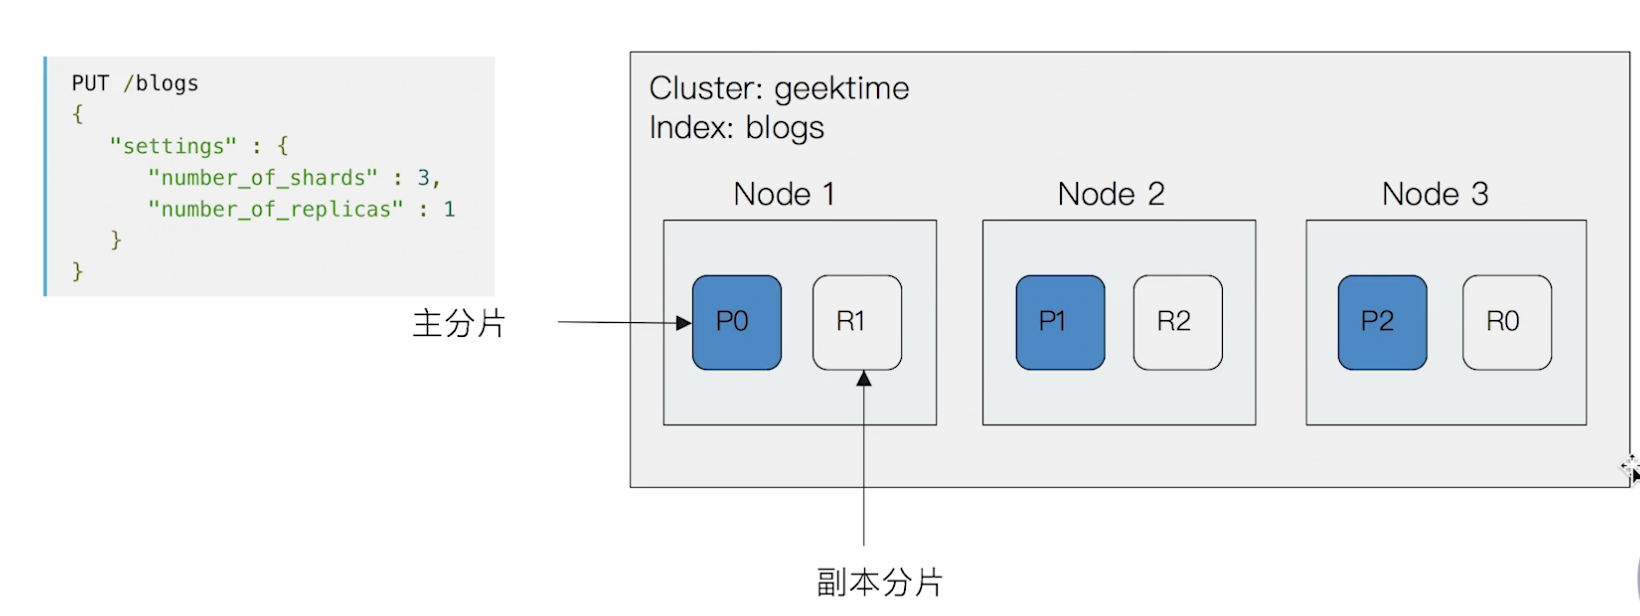 PUT /blogs
{
"settings" : {
"number_of_shards" : 3,
"number_of_replicas" : 1
}
}
主分片
Cluster: geektime
Index: blogs
Node 1
Node 2
Node 3
P0
R1
P1
R2
P2
R0
副本分片